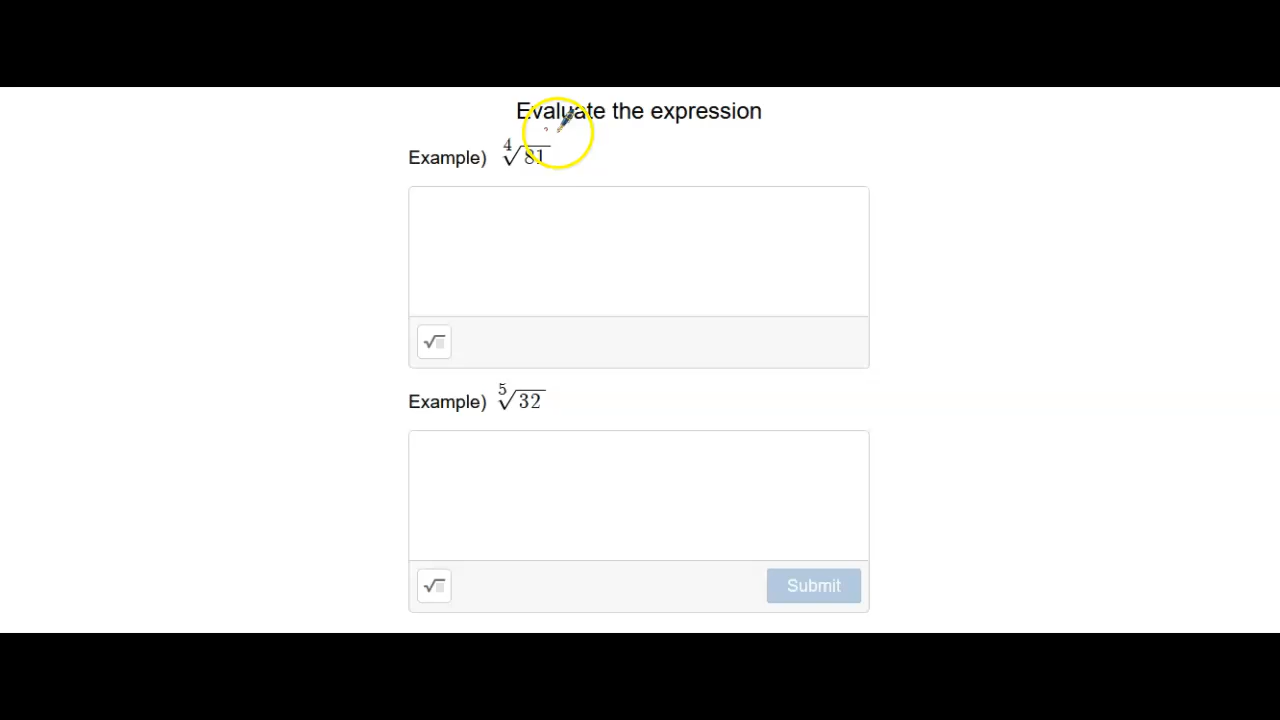 Evaluate the expression
Example) ∜81
Example) ⁵√32
Submit